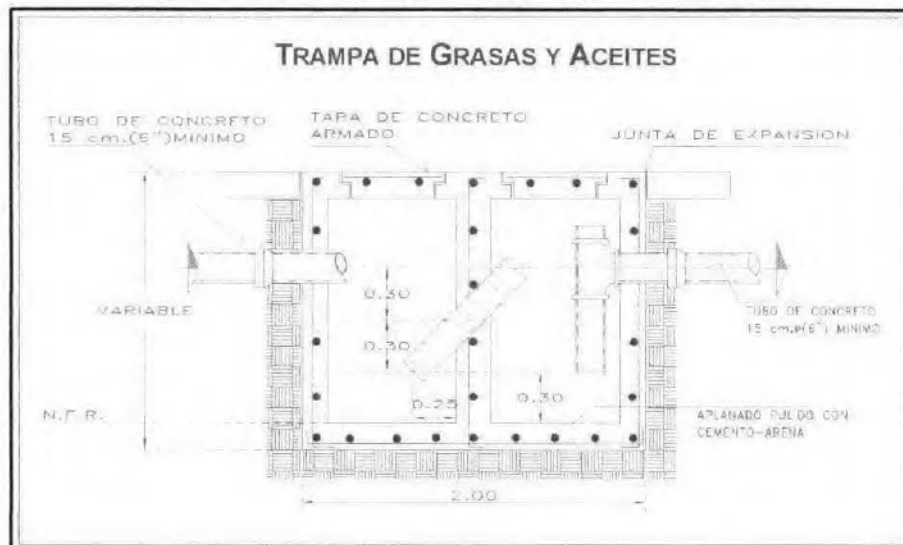 TRAMPA DE GRASAS Y ACEITES
TUBO DE CONCRETO
15 cm.(6")MINIMO
TAPA DE CONCRETO
ARMADO
JUNTA DE EXPANSION
VARIABLE
0.30
0.30
0.25
0.30
TUBO DE CONCRETO
15 cm.ø(6") MINIMO
N.F.R.
APLANADO PULIDO CON
CEMENTO-ARENA
2.00